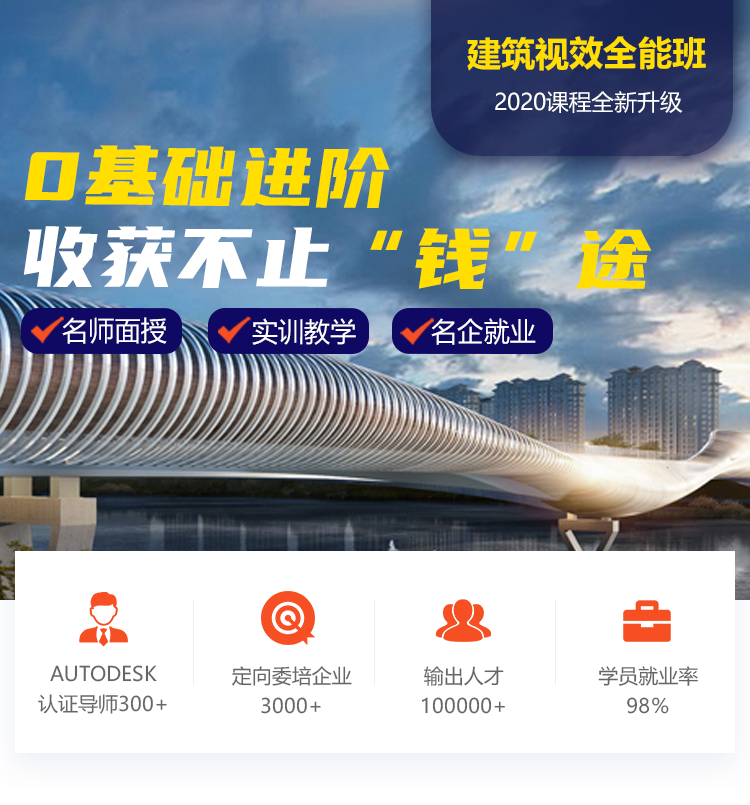 建筑视效全能班
2020课程全新升级
0基础进阶
收获不止“钱”途
名师面授
实训教学
名企就业
AUTODESK
认证导师300+
定向委培企业
3000+
输出人才
100000+
学员就业率
98%